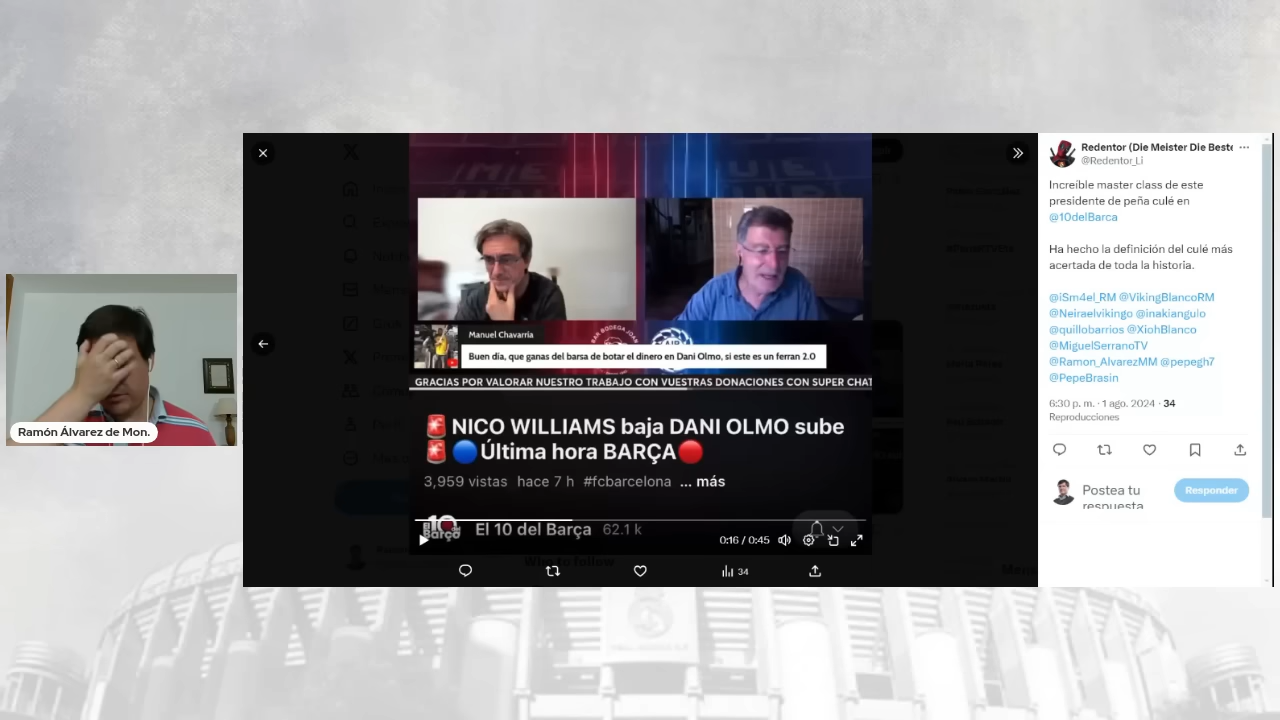 Ramón Álvarez de Mon.
Manuel Chavarria
Buen día, que ganas del barsa de botar el dinero en Dani Olmo, si este es un ferran 2.0
GRACIAS POR VALORAR NUESTRO TRABAJO CON VUESTRAS DONACIONES CON SUPER CHAT
🚨 NICO WILLIAMS baja DANI OLMO sube
🚨🔵Última hora BARÇA🔴
3,959 vistas hace 7 h #fcbarcelona ... más
El 10 del Barça 62.1 k
0:16 / 0:45
34
Redentor (Die Meister Die Beste
@Redentor_Li
Increíble master class de este
presidente de peña culé en
@10delBarca
Ha hecho la definición del culé más
acertada de toda la historia.
@iSm4el_RM @VikingBlancoRM
@Neiraelvikingo @inakiangulo
@quillobarrios @XiohBlanco
@MiguelSerranoTV
@Ramon_AlvarezMM @pepegh7
@PepeBrasin
6:30 p. m. · 1 ago. 2024 · 34
Reproducciones
Postea tu
respuesta
Responder